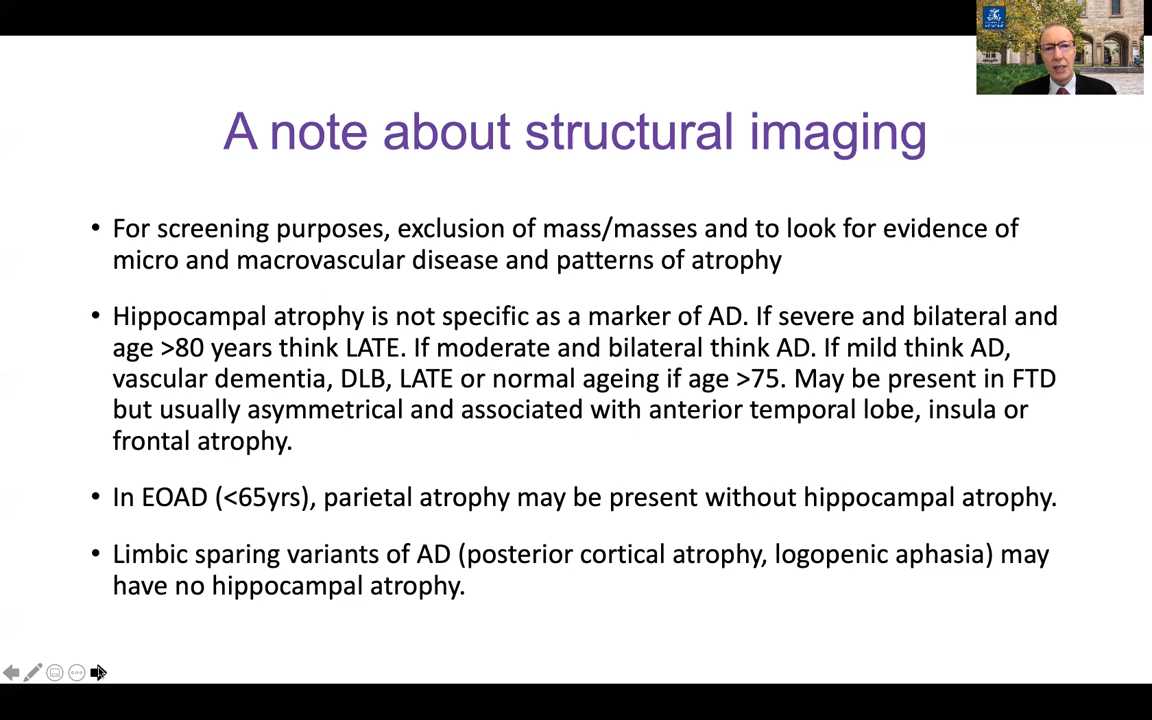 A note about structural imaging
• For screening purposes, exclusion of mass/masses and to look for evidence of
micro and macrovascular disease and patterns of atrophy
• Hippocampal atrophy is not specific as a marker of AD. If severe and bilateral and
age >80 years think LATE. If moderate and bilateral think AD. If mild think AD,
vascular dementia, DLB, LATE or normal ageing if age >75. May be present in FTD
but usually asymmetrical and associated with anterior temporal lobe, insula or
frontal atrophy.
• In EOAD (<65yrs), parietal atrophy may be present without hippocampal atrophy.
• Limbic sparing variants of AD (posterior cortical atrophy, logopenic aphasia) may
have no hippocampal atrophy.